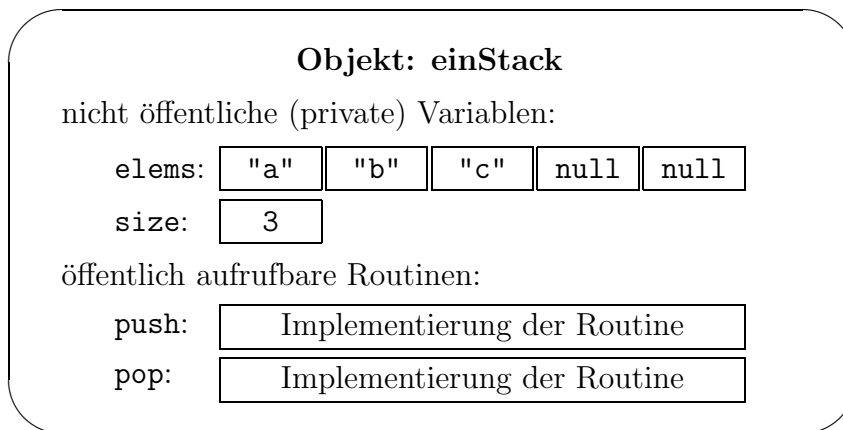 Objekt: einStack
nicht öffentliche (private) Variablen:
elems: "a" "b" "c" null null
size: 3
öffentlich aufrufbare Routinen:
push: Implementierung der Routine
pop: Implementierung der Routine